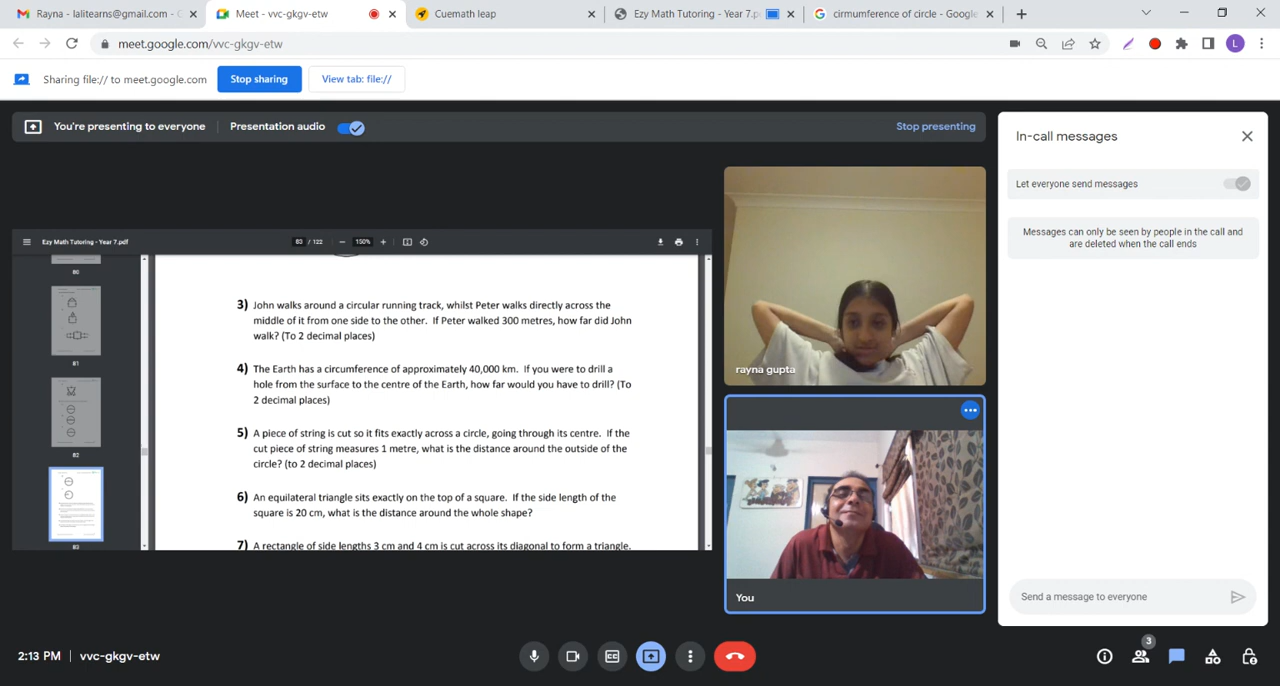 Rayna - lalitearns@gmail.com - G
Meet - vvc-gkgv-etw
Cuemath leap
Ezy Math Tutoring - Year 7.p
cirmumference of circle - Google
meet.google.com/vvc-gkgv-etw
L
Sharing file:// to meet.google.com
Stop sharing
View tab: file://
You're presenting to everyone
Presentation audio
Stop presenting
Ezy Math Tutoring - Year 7.pdf
83 / 122
150%
80
81
82
83
3) John walks around a circular running track, whilst Peter walks directly across the
middle of it from one side to the other. If Peter walked 300 metres, how far did John
walk? (To 2 decimal places)
4) The Earth has a circumference of approximately 40,000 km. If you were to drill a
hole from the surface to the centre of the Earth, how far would you have to drill? (To
2 decimal places)
5) A piece of string is cut so it fits exactly across a circle, going through its centre. If the
cut piece of string measures 1 metre, what is the distance around the outside of the
circle? (to 2 decimal places)
6) An equilateral triangle sits exactly on the top of a square. If the side length of the
square is 20 cm, what is the distance around the whole shape?
7) A rectangle of side lengths 3 cm and 4 cm is cut across its diagonal to form a triangle.
rayna gupta
You
In-call messages
Let everyone send messages
Messages can only be seen by people in the call and
are deleted when the call ends
Send a message to everyone
2:13 PM | vvc-gkgv-etw
CC
3